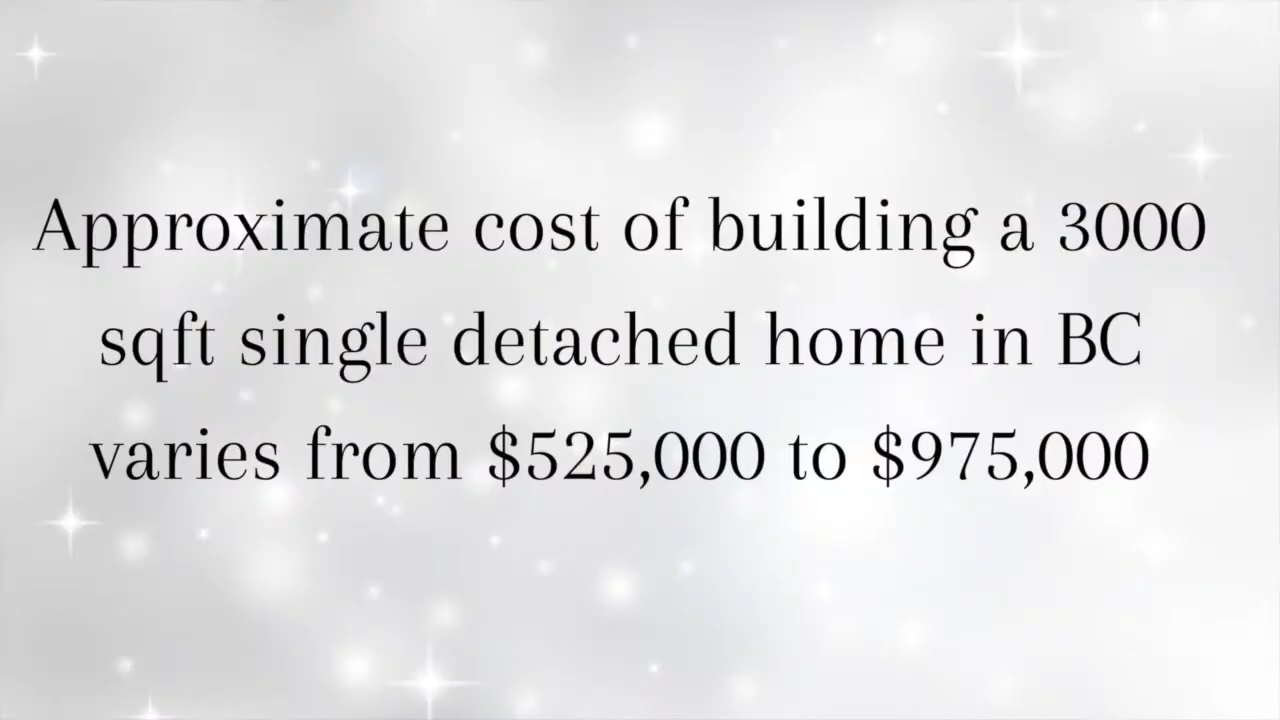 Approximate cost of building a 3000
sqft single detached home in BC
varies from $525,000 to $975,000